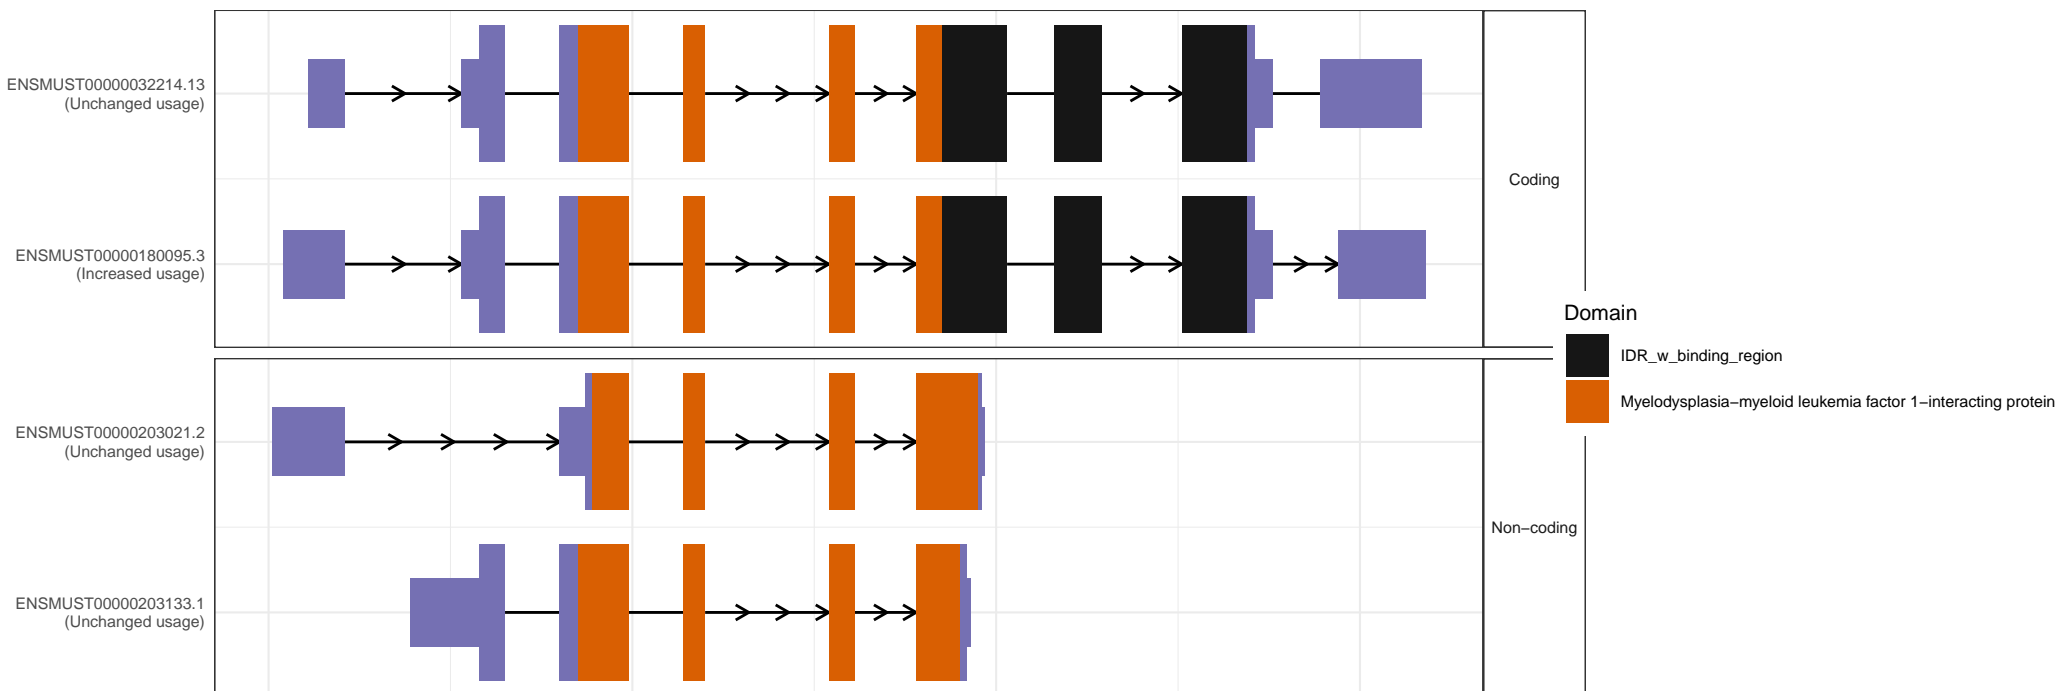 ENSMUST00000032214.13
(Unchanged usage)
ENSMUST00000180095.3
(Increased usage)
Coding
ENSMUST00000203021.2
(Unchanged usage)
ENSMUST00000203133.1
(Unchanged usage)
Non−coding
Domain
IDR_w_binding_region
Myelodysplasia−myeloid leukemia factor 1−interacting protein